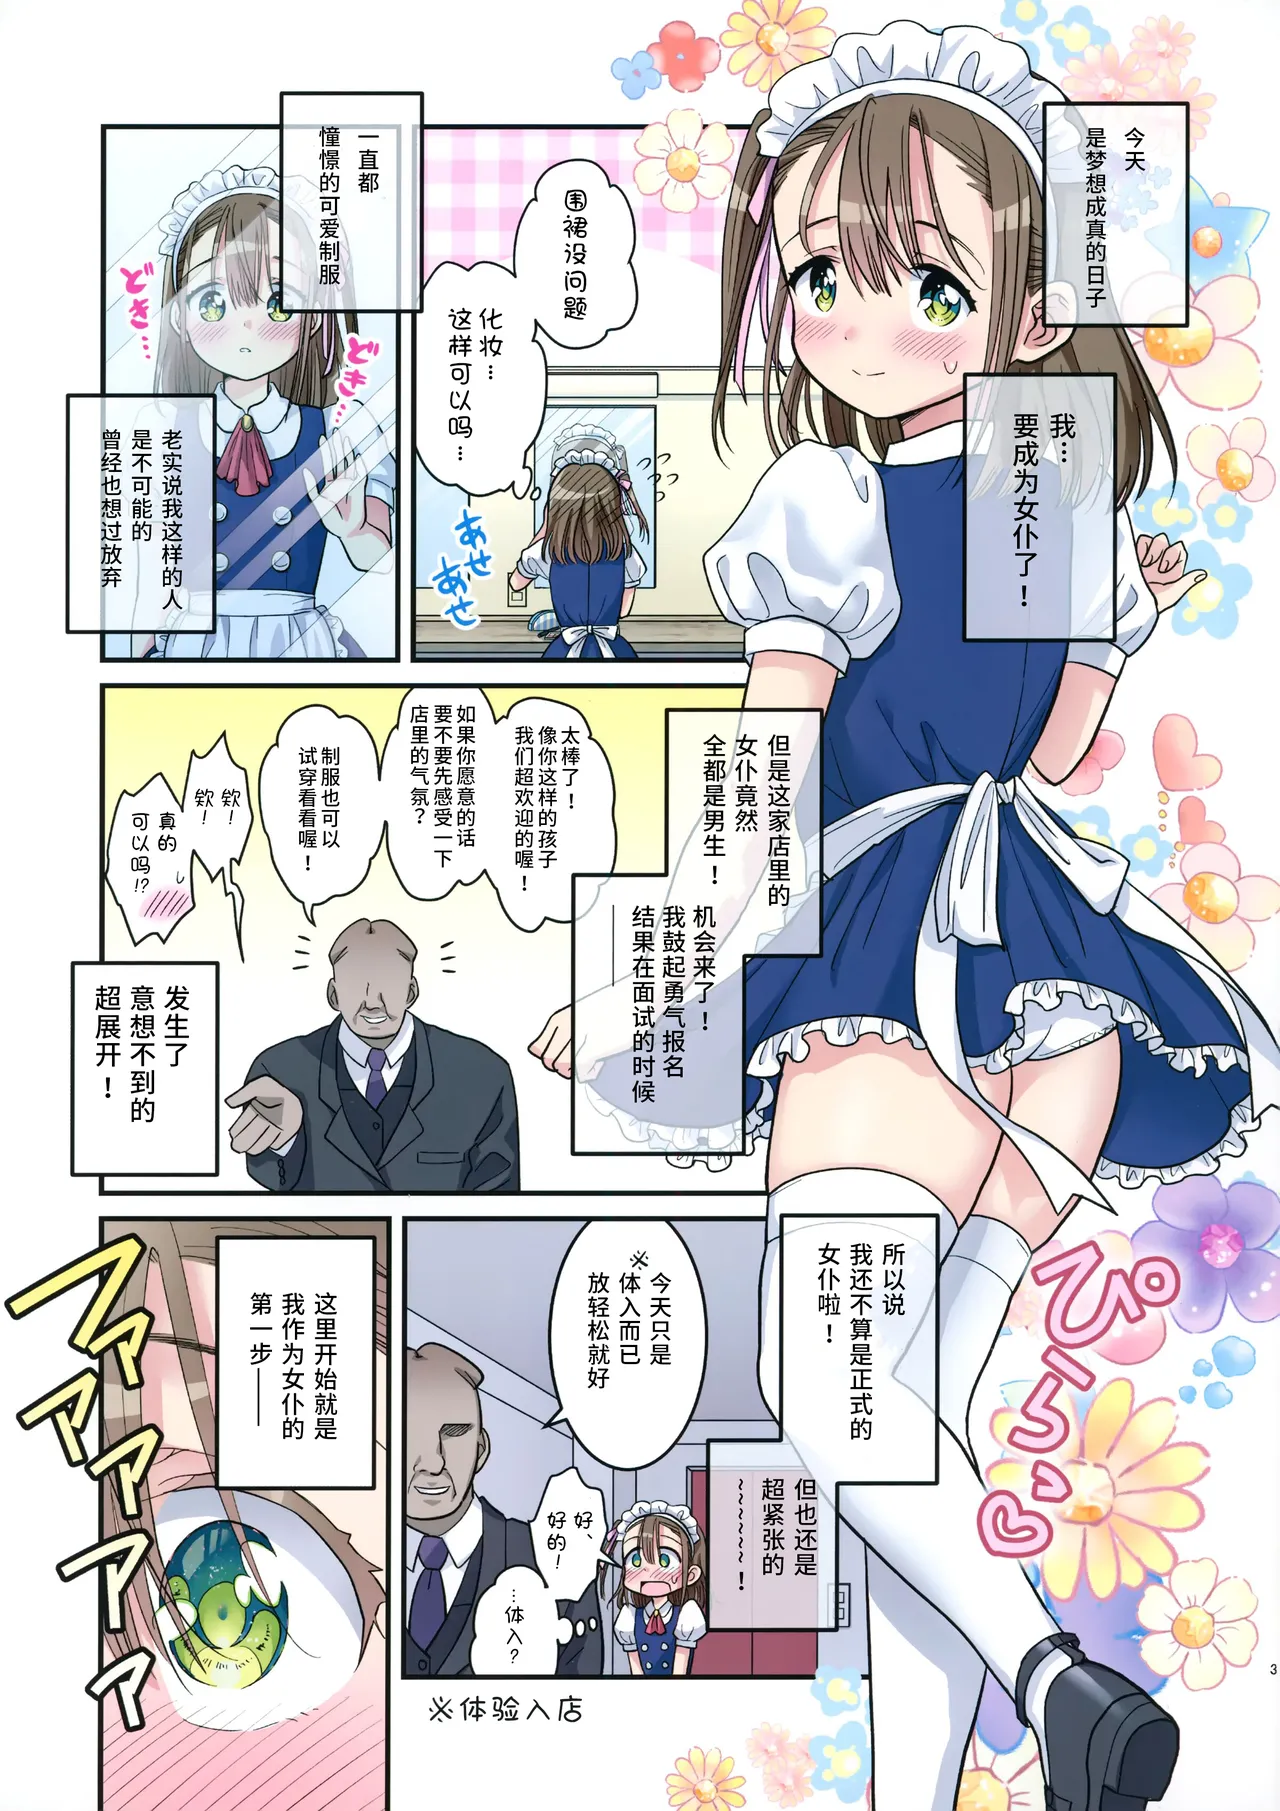 今天
是梦想成真的日子
我…
要成为女仆了！
围裙没问题
化妆…
这样可以吗…
あせ
あせ
一直都
憧憬的可爱制服
どき…
どき…
老实说我这样的人
是不可能的
曾经也想过放弃
但是这家店里的
女仆竟然
全都是男生！
机会来了！
我鼓起勇气报名
结果在面试的时候
——
太棒了！
像你这样的孩子
我们超欢迎的喔！
如果你愿意的话
要不要先感受一下
店里的气氛？
制服也可以
试穿看看喔！
欸！
欸！
真的
可以吗!?
发生了
意想不到的
超展开！
所以说
我还不算是正式的
女仆啦！
但也还是
超紧张的
~~~~~~~！
ぴらっ
今天只是
※体入而已
放轻松就好
好、
好的！
…体入？
※体验入店
这里开始就是
我作为女仆的
第一步——
ファアアアア
3